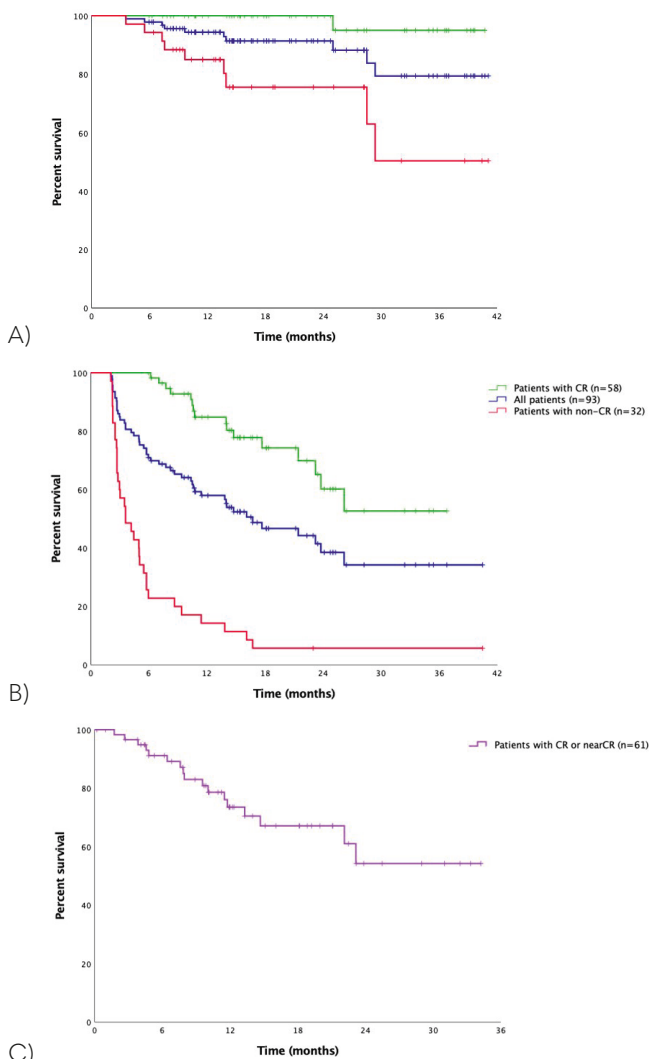 100
80
60
40
20
0
Percent survival
0 6 12 18 24 30 36 42
Time (months)
A)
100
80
60
40
20
0
Percent survival
0 6 12 18 24 30 36 42
Time (months)
Patients with CR (n=58)
All patients (n=93)
Patients with non-CR (n=32)
B)
100
80
60
40
20
0
Percent survival
0 6 12 18 24 30 36
Time (months)
Patients with CR or nearCR (n=61)
C)